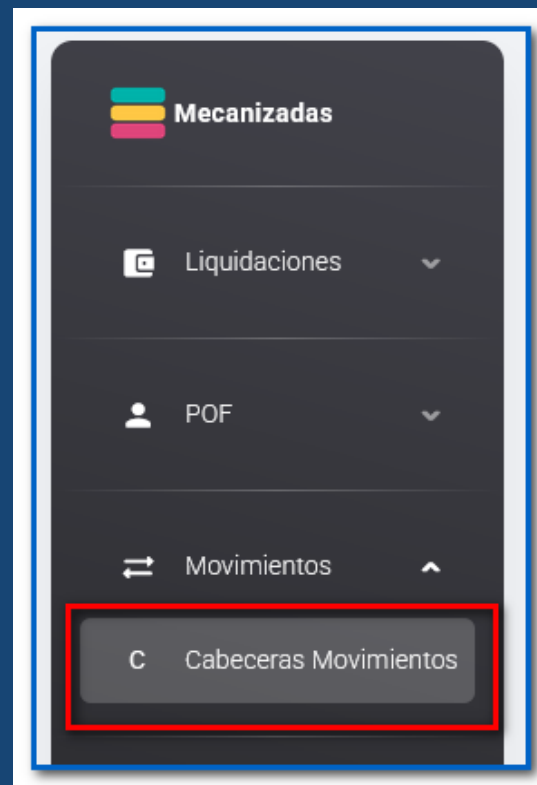 Mecanizadas
Liquidaciones
POF
Movimientos
C Cabeceras Movimientos